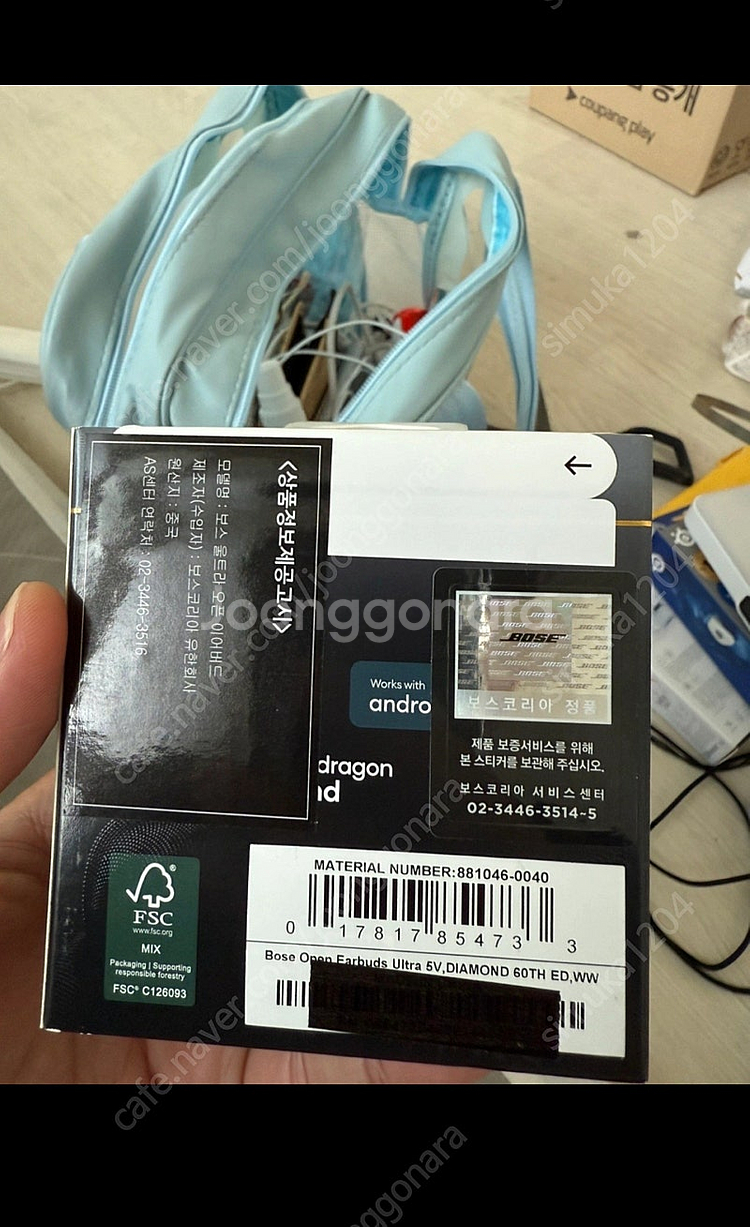 공개
coupang play
<상품정보제공고시>
모델명 : 보스 울트라 오픈 이어버드
제조자(수입자) : 보스코리아 유한회사
원산지 : 중국
AS센터 연락처 : 02-3446-3516
←
Works with
andro
dragon
nd
BOSE
보스코리아 정품
제품 보증서비스를 위해
본 스티커를 보관해 주십시오.
보스코리아 서비스센터
02-3446-3514~5
FSC®
www.fsc.org
MIX
Packaging | Supporting
responsible forestry
FSC® C126093
MATERIAL NUMBER:881046-0040
0 17817 85473 3
Bose Open Earbuds Ultra 5V,DIAMOND 60TH ED,WW
Joonggonara
cafe.naver.com/joonggonara
simuka1204